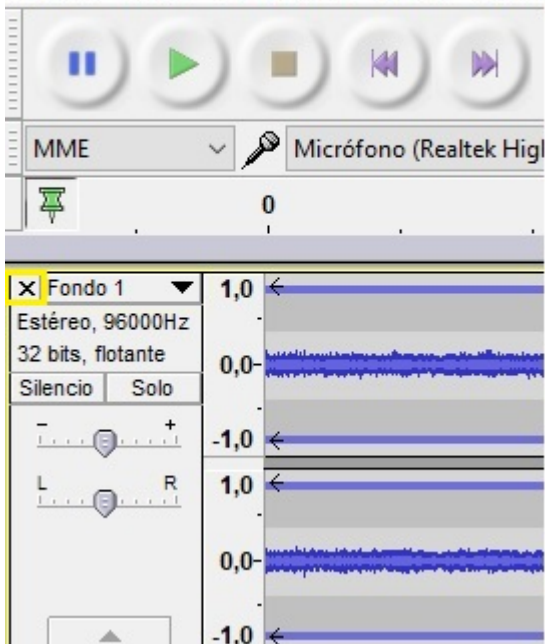 MME
Micrófono (Realtek Higl
0
X Fondo 1
Estéreo, 96000Hz
32 bits, flotante
Silencio Solo
- +
L R
1,0
0,0-
-1,0
1,0
0,0-
-1,0